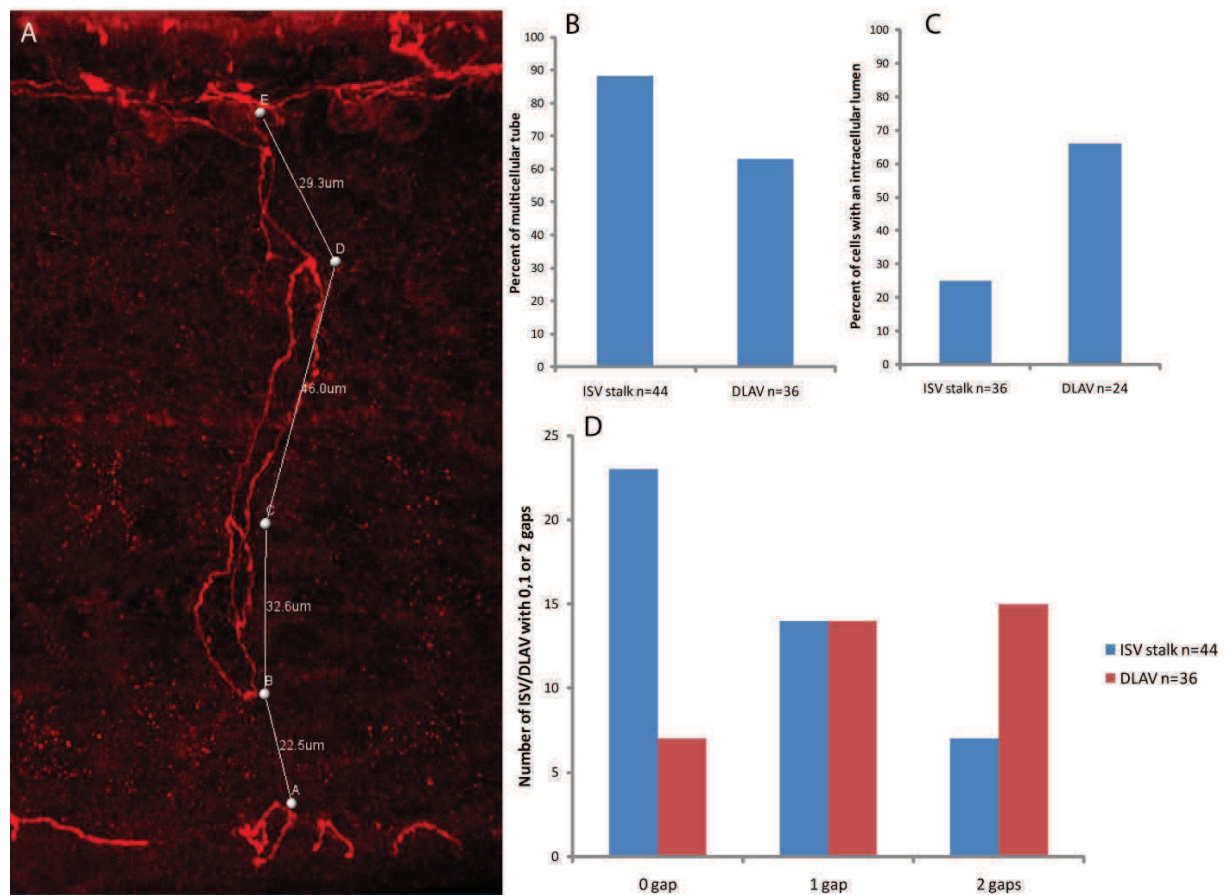 A
E
29.3um
D
46.0um
C
32.6um
B
22.5um
A
B
Percent of multicellular tube
100
90
80
70
60
50
40
30
20
10
0
ISV stalk n=44
DLAV n=36
C
Percent of cells with an intracellular lumen
100
90
80
70
60
50
40
30
20
10
0
ISV stalk n=36
DLAV n=24
D
Number of ISV/DLAV with 0,1 or 2 gaps
25
20
15
10
5
0
0 gap
1 gap
2 gaps
ISV stalk n=44
DLAV n=36